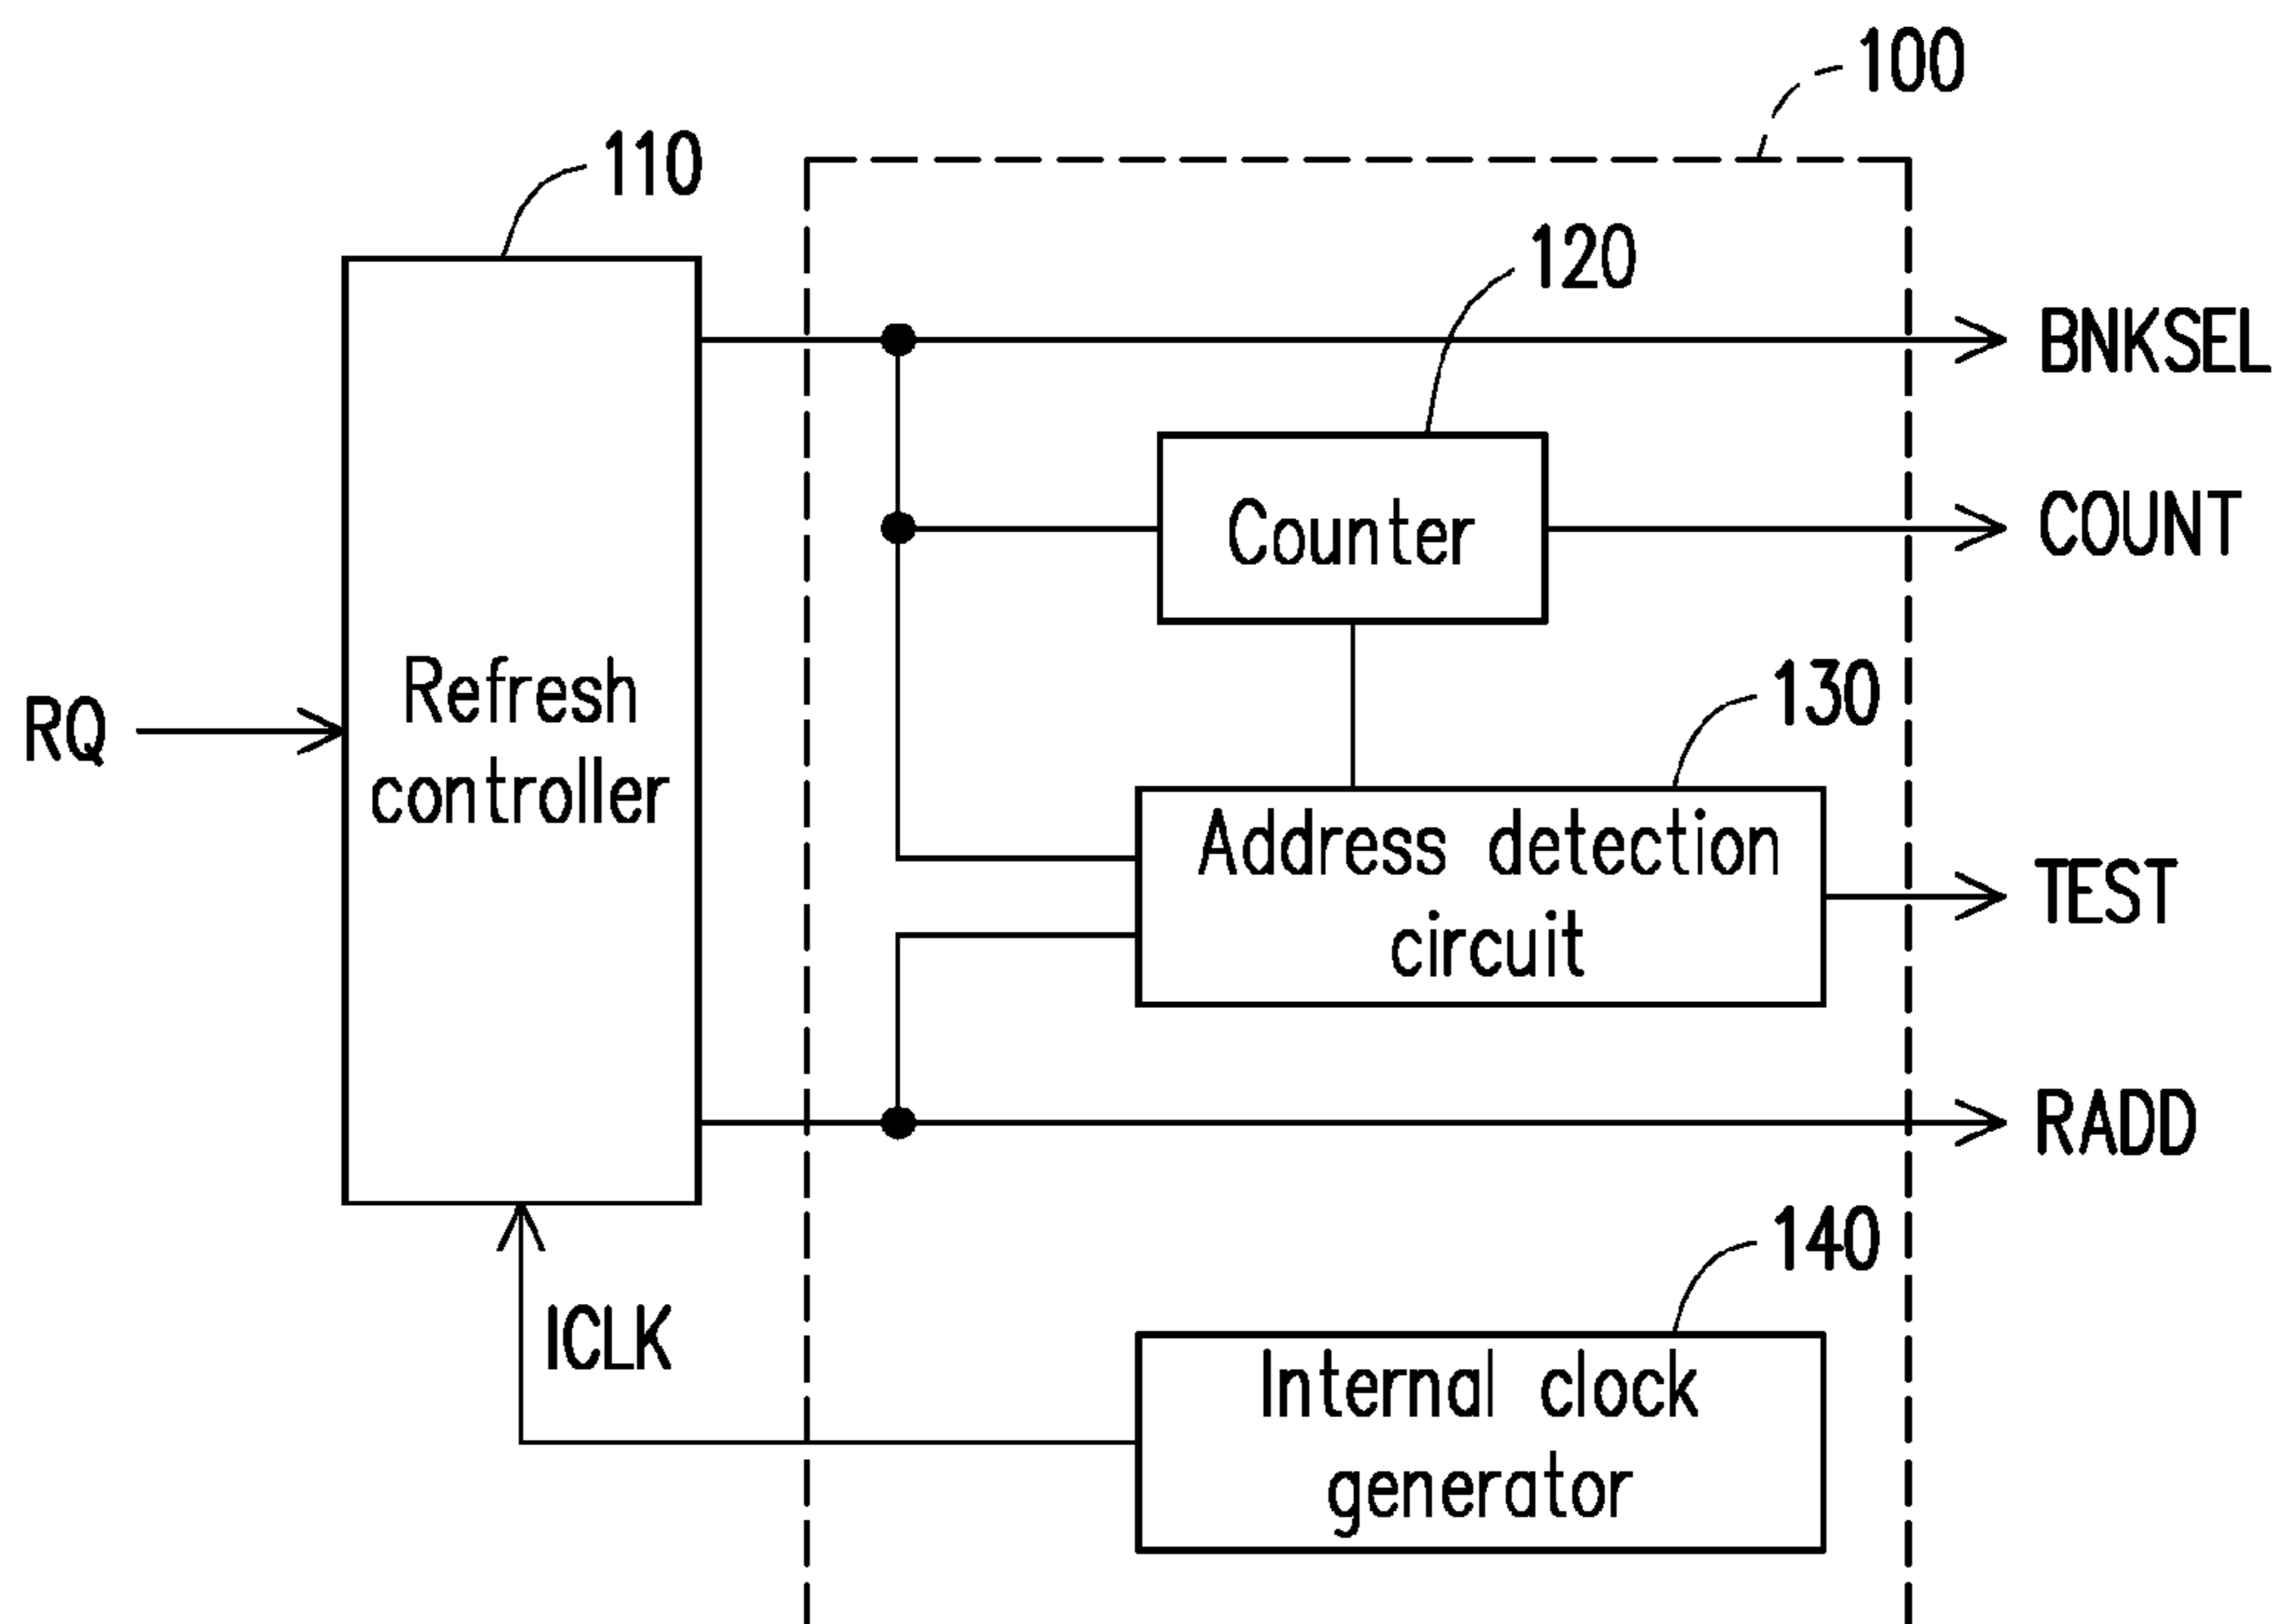 100
110
120
BNKSEL
Counter
COUNT
130
Refresh
controller
RQ
Address detection
circuit
TEST
RADD
140
ICLK
Internal clock
generator